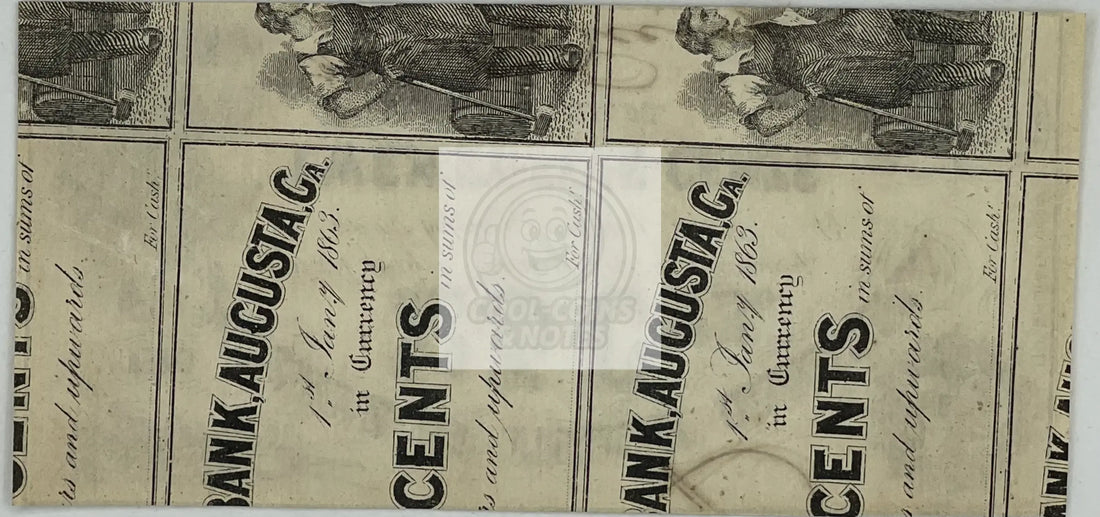 in sums of
For Cash!
and upwards
BANK, AUGUSTA, GA.
1st Jany 1863.
in Currency
CENTS in sums of
and upwards.
For Cash!
BANK, AUGUSTA, GA.
1st Jany 1863.
in Currency
CENTS in sums of
and upwards.
For Cash!
COOL-COINS
& NOTES